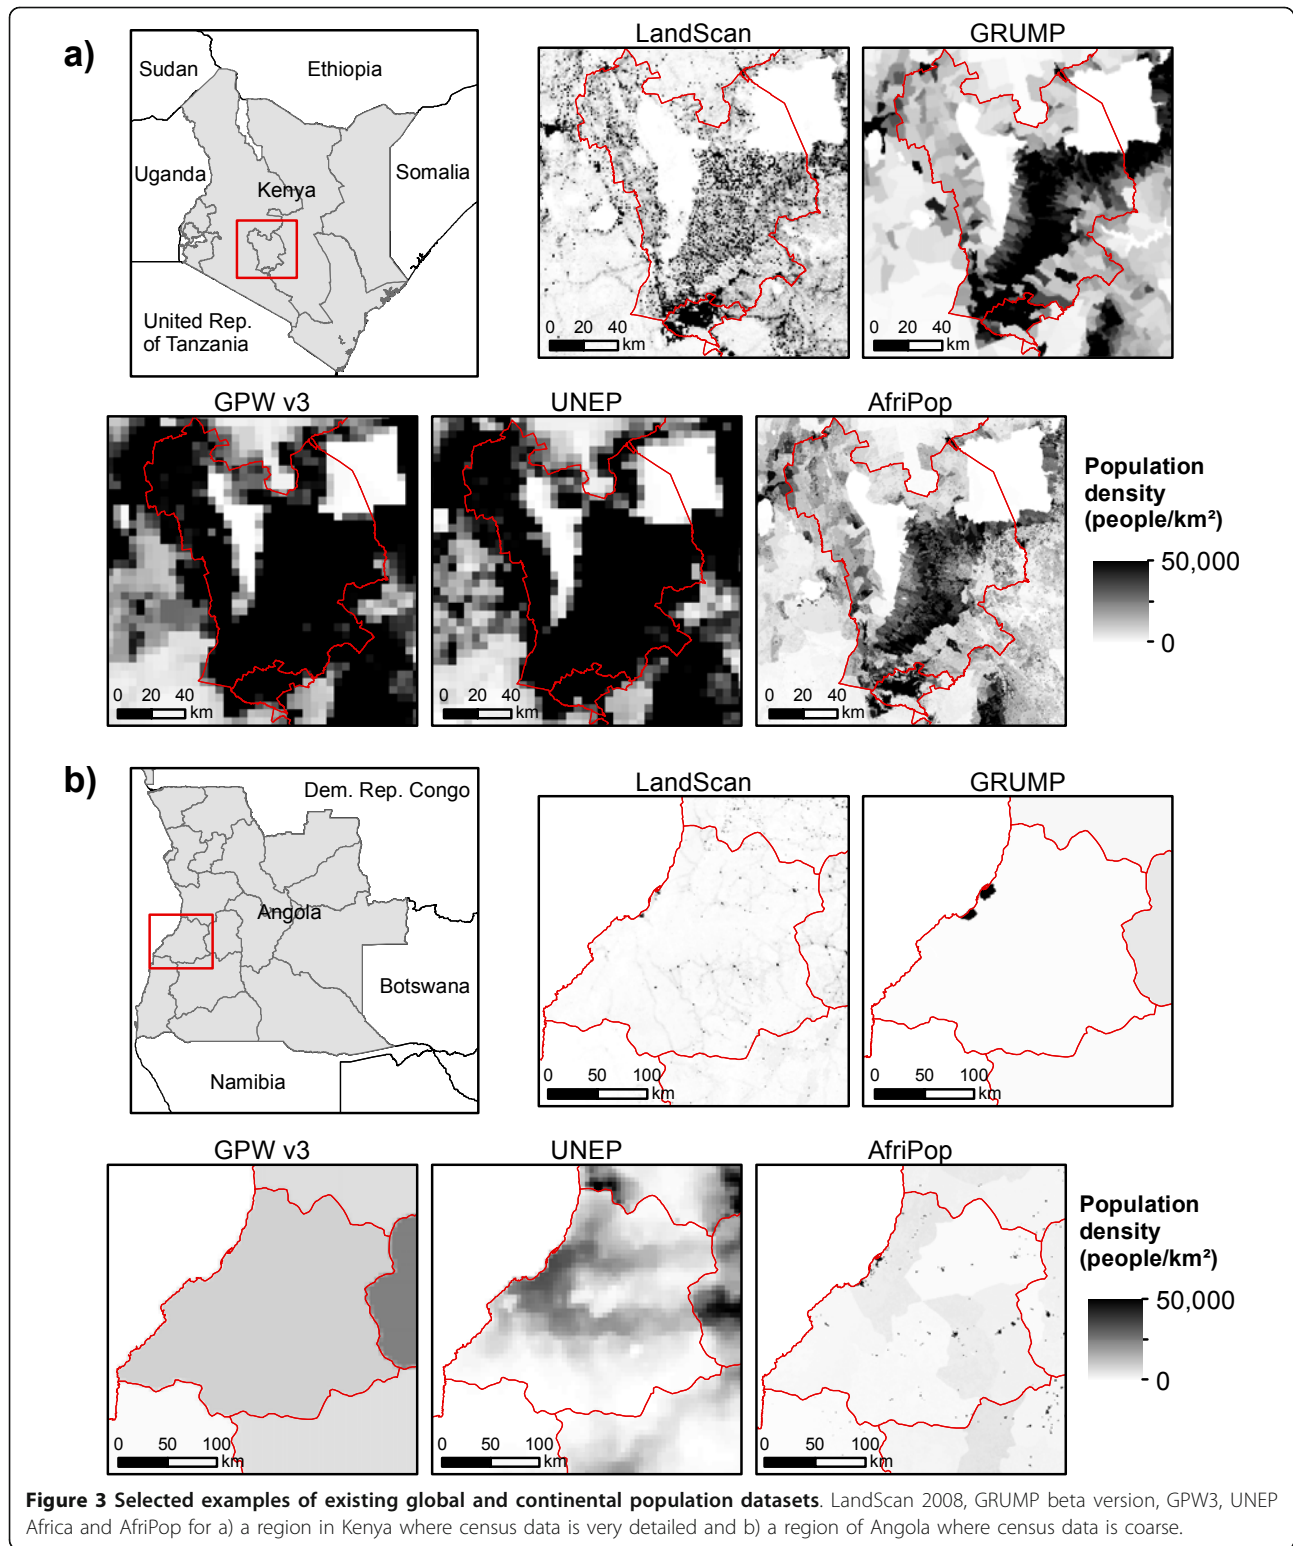 a)
Sudan
Ethiopia
Uganda
Kenya
Somalia
United Rep.
of Tanzania
LandScan
0 20 40
km
GRUMP
0 20 40
km
GPW v3
0 20 40
km
UNEP
0 20 40
km
AfriPop
0 20 40
km
Population
density
(people/km²)
50,000
0
b)
Dem. Rep. Congo
Angola
Botswana
Namibia
LandScan
0 50 100
km
GRUMP
0 50 100
km
GPW v3
0 50 100
km
UNEP
0 50 100
km
AfriPop
0 50 100
km
Population
density
(people/km²)
50,000
0
Figure 3 Selected examples of existing global and continental population datasets. LandScan 2008, GRUMP beta version, GPW3, UNEP
Africa and AfriPop for a) a region in Kenya where census data is very detailed and b) a region of Angola where census data is coarse.